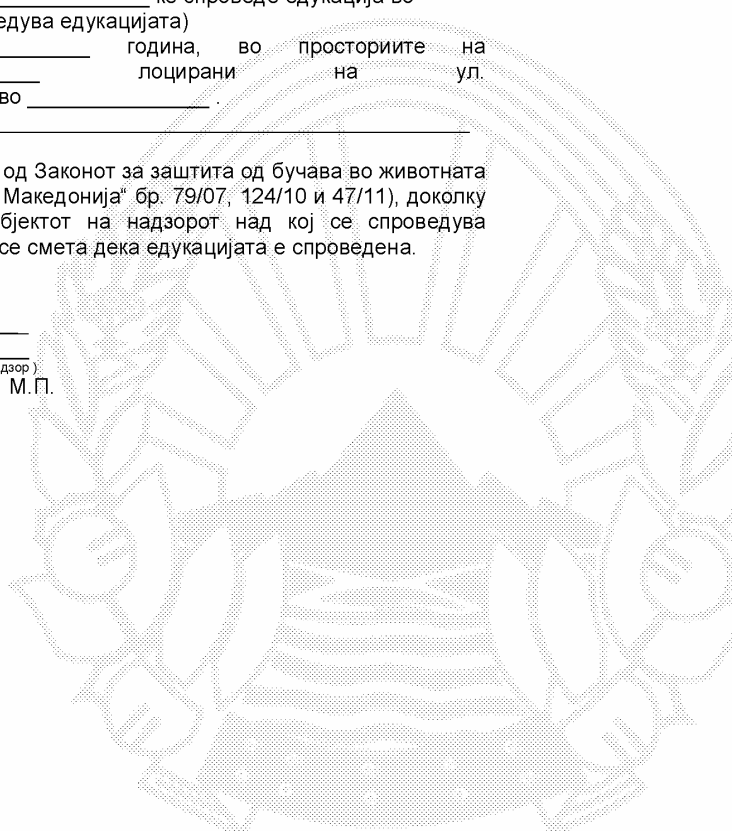 ќе спроведе едукација во
едува едукацијата)
година, во просториите на
лоцирани на ул.
во .
од Законот за заштита од бучава во животната
Македонија“ бр. 79/07, 124/10 и 47/11), доколку
бјектот на надзорот над кој се спроведува
се смета дека едукацијата е спроведена.
дзор )
М.П.